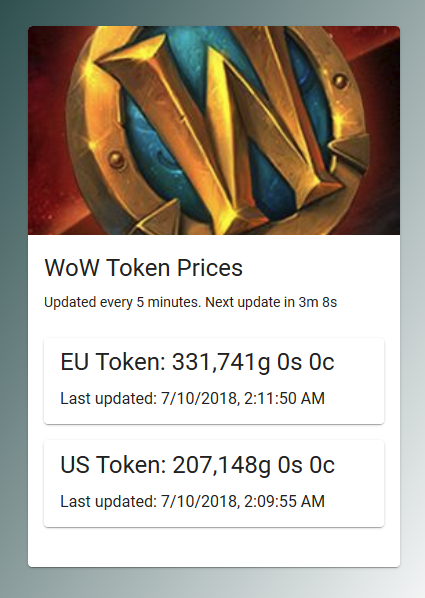 WoW Token Prices
Updated every 5 minutes. Next update in 3m 8s
EU Token: 331,741g 0s 0c
Last updated: 7/10/2018, 2:11:50 AM
US Token: 207,148g 0s 0c
Last updated: 7/10/2018, 2:09:55 AM